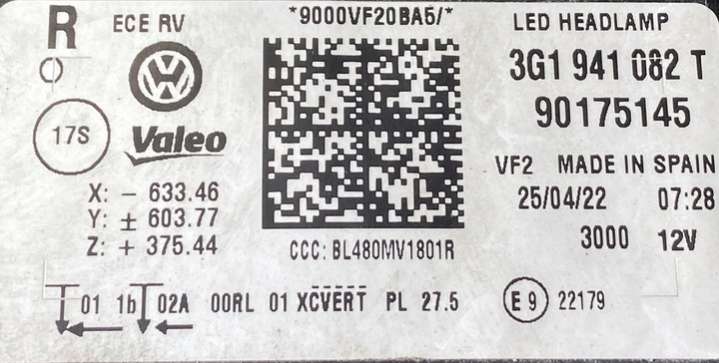 R ECE RV
*9000VF20BA5/*
LED HEADLAMP
3G1 941 082 T
90175145
17S
Valeo
VF2 MADE IN SPAIN
25/04/22 07:28
3000 12V
X: - 633.46
Y: ± 603.77
Z: + 375.44
CCC: BL480MV1801R
01 1b 02A 00RL 01 XCVERT PL 27.5
E 9 22179